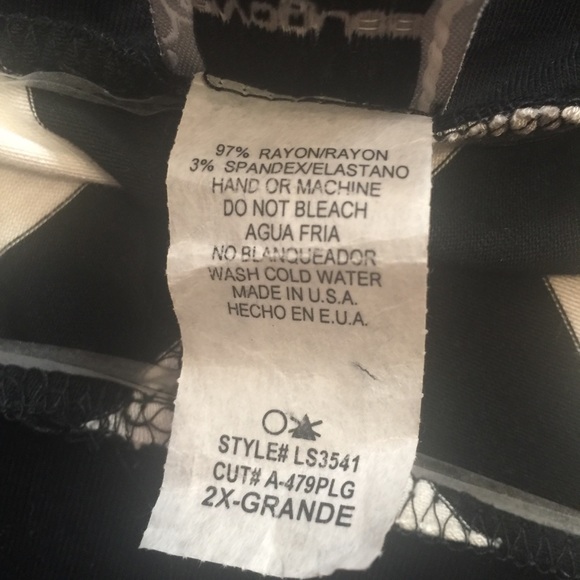 97% RAYON/RAYON
3% SPANDEX/ELASTANO
HAND OR MACHINE
DO NOT BLEACH
AGUA FRIA
NO BLANQUEADOR
WASH COLD WATER
MADE IN U.S.A.
HECHO EN E.U.A.
STYLE# LS3541
CUT# A-479PLG
2X-GRANDE